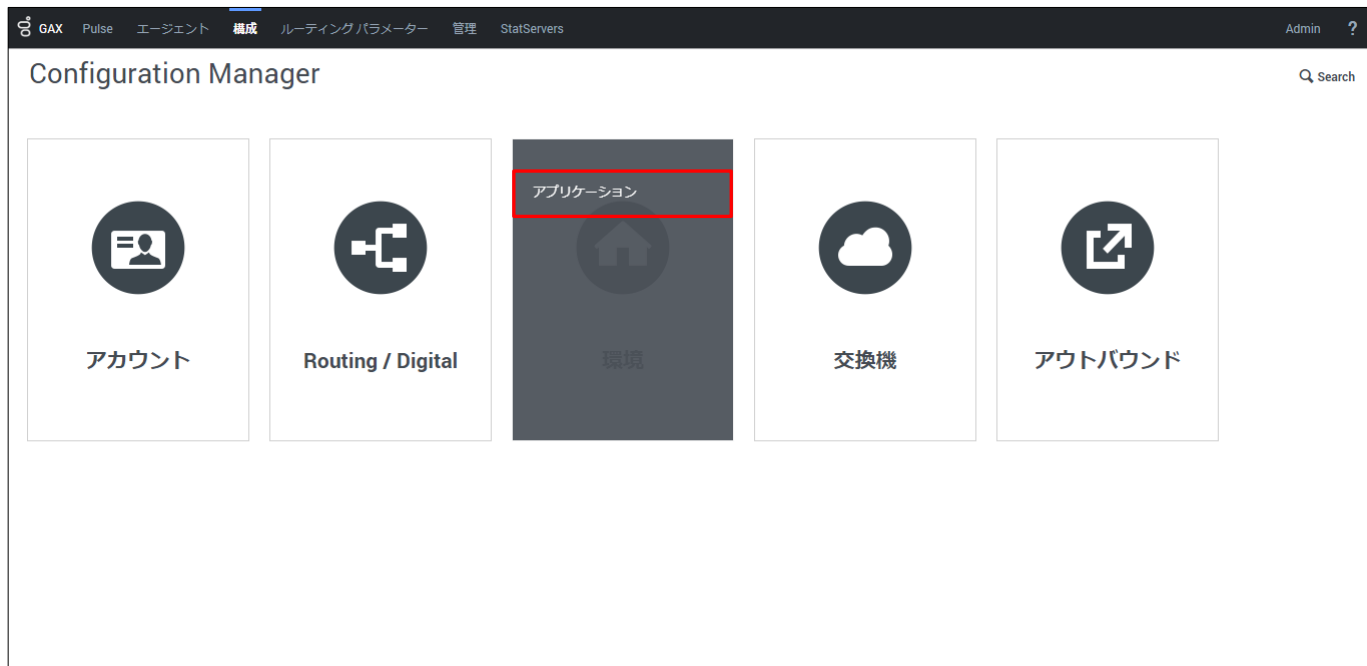 GAX Pulse エージェント 構成 ルーティング パラメーター 管理 StatServers Admin ?
Configuration Manager
Search
アプリケーション
アカウント Routing / Digital 環境 交換機 アウトバウンド